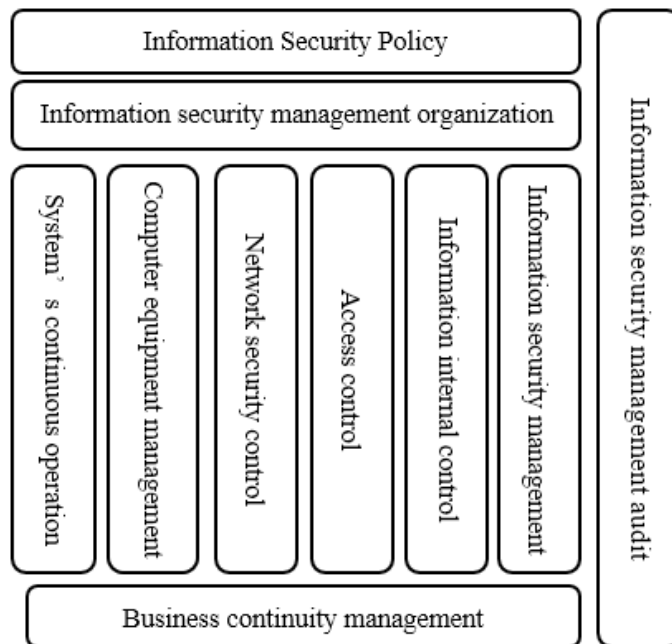 Information Security Policy
Information security management organization
System’s continuous operation
Computer equipment management
Network security control
Access control
Information internal control
Information security management
Information security management audit
Business continuity management